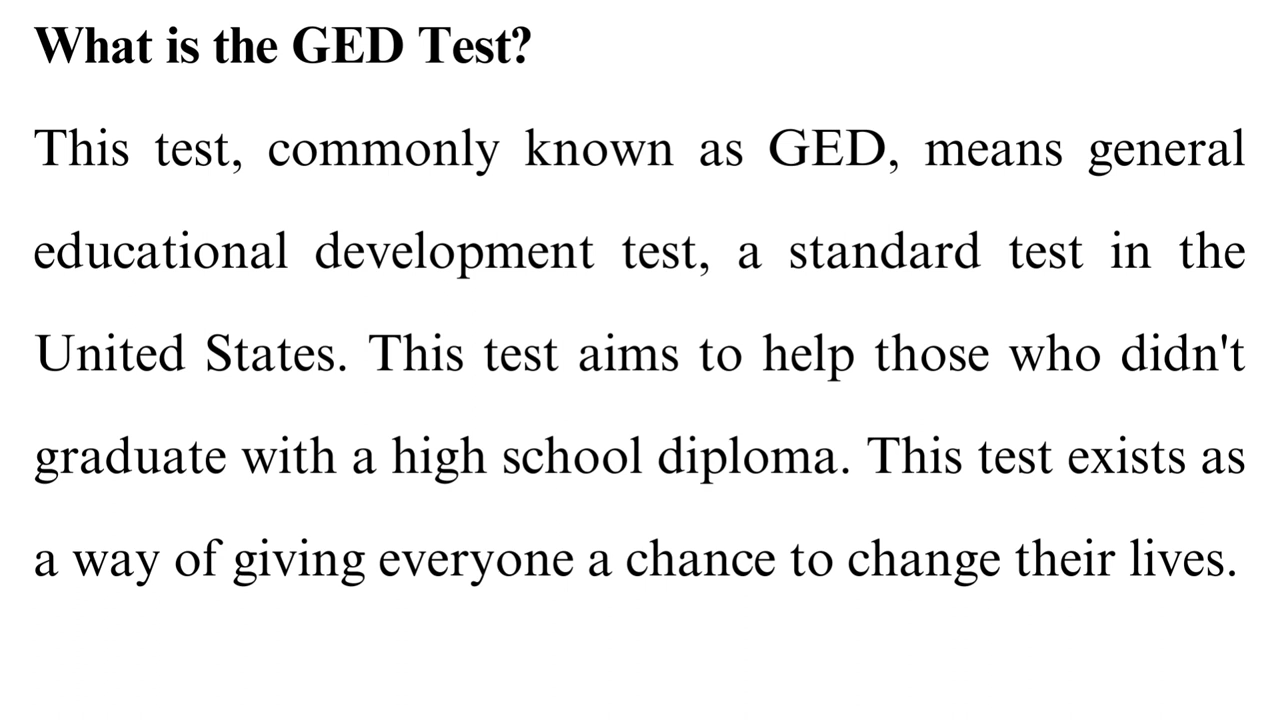 What is the GED Test?
This test, commonly known as GED, means general
educational development test, a standard test in the
United States. This test aims to help those who didn't
graduate with a high school diploma. This test exists as
a way of giving everyone a chance to change their lives.